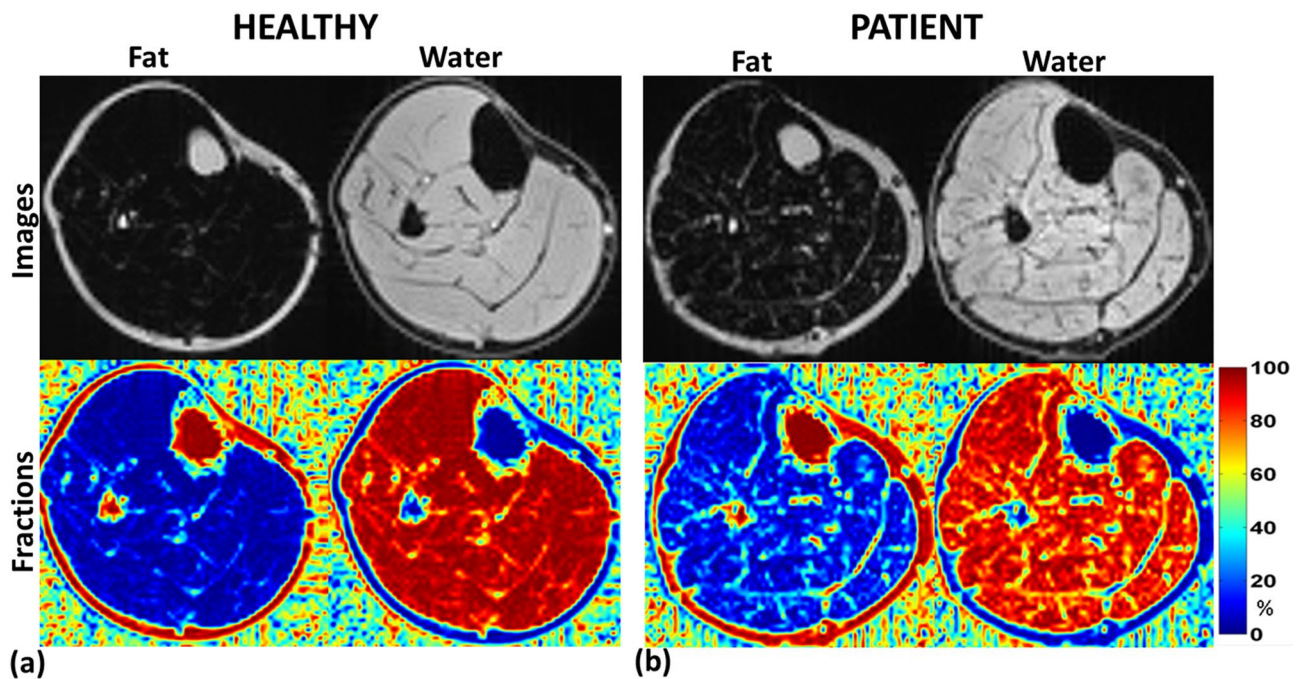 HEALTHY
Fat Water
PATIENT
Fat Water
Images
Fractions
100
80
60
40
20
%
0
(a)
(b)